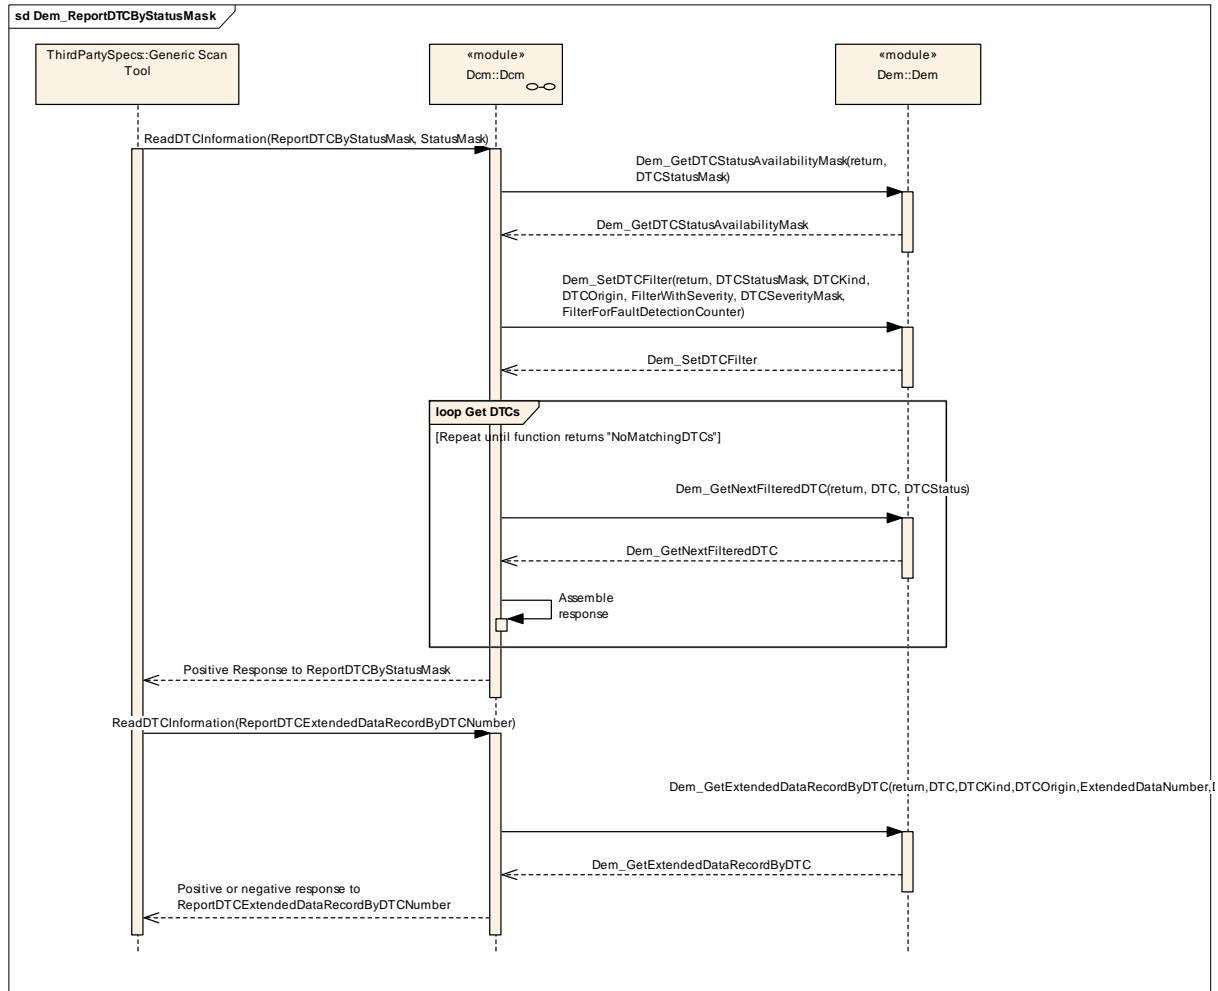 sd Dem_ReportDTCByStatusMask
ThirdPartySpecs::Generic Scan
Tool
«module»
Dcm::Dcm
«module»
Dem::Dem
ReadDTCInformation(ReportDTCByStatusMask, StatusMask)
Dem_GetDTCStatusAvailabilityMask(return,
DTCStatusMask)
Dem_GetDTCStatusAvailabilityMask
Dem_SetDTCFilter(return, DTCStatusMask, DTCKind,
DTCOrigin, FilterWithSeverity, DTCSeverityMask,
FilterForFaultDetectionCounter)
Dem_SetDTCFilter
loop Get DTCs
[Repeat until function returns "NoMatchingDTCs"]
Dem_GetNextFilteredDTC(return, DTC, DTCStatus)
Dem_GetNextFilteredDTC
Assemble
response
Positive Response to ReportDTCByStatusMask
ReadDTCInformation(ReportDTCExtendedDataRecordByDTCNumber)
Dem_GetExtendedDataRecordByDTC(return,DTC,DTCKind,DTCOrigin,ExtendedDataNumber,
Dem_GetExtendedDataRecordByDTC
Positive or negative response to
ReportDTCExtendedDataRecordByDTCNumber